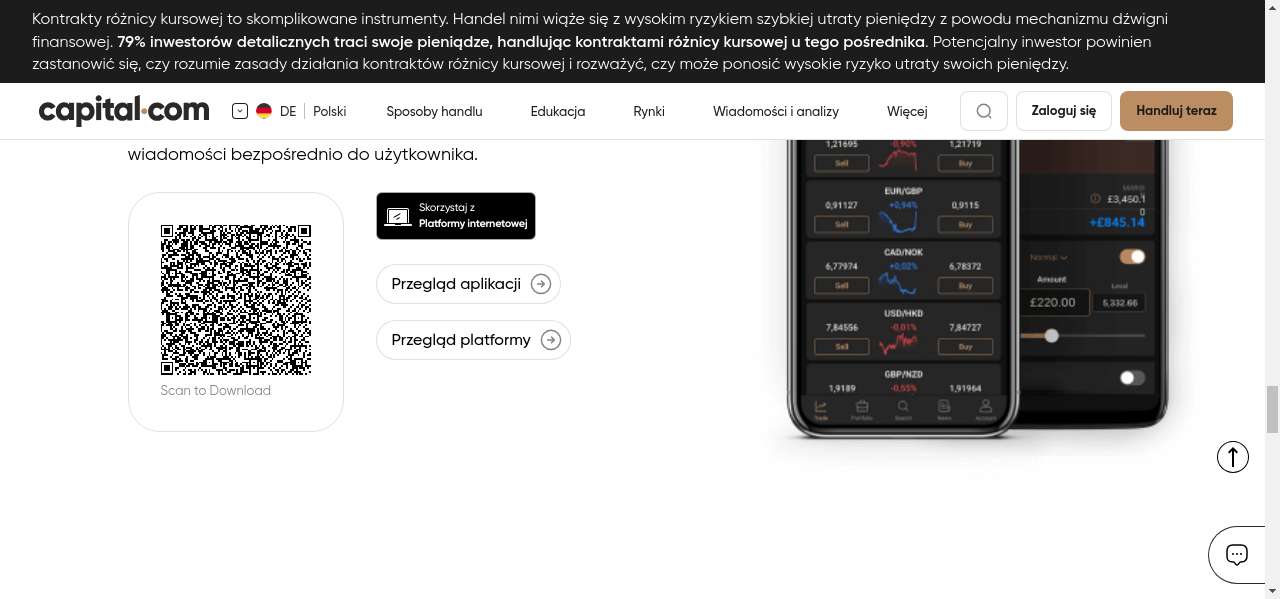 Kontrakty różnicy kursowej to skomplikowane instrumenty. Handel nimi wiąże się z wysokim ryzykiem szybkiej utraty pieniędzy z powodu mechanizmu dźwigni
finansowej. 79% inwestorów detalicznych traci swoje pieniądze, handlując kontraktami różnicy kursowej u tego pośrednika. Potencjalny inwestor powinien
zastanowić się, czy rozumie zasady działania kontraktów różnicy kursowej i rozważyć, czy może ponosić wysokie ryzyko utraty swoich pieniędzy.
capital.com DE Polski Sposoby handlu Edukacja Rynki Wiadomości i analizy Więcej Zaloguj się Handluj teraz
wiadomości bezpośrednio do użytkownika.
Skorzystaj z
Platformy internetowej
Przegląd aplikacji
Przegląd platformy
Scan to Download
1,21695 -0,90% 1,21719
Sell Buy
EUR/GBP
0,91127 +0,94% 0,9115
Sell Buy
CAD/NOK
6,77974 +0,02% 6,78372
Sell Buy
USD/HKD
7,84556 -0,01% 7,84727
Sell Buy
GBP/NZD
1,9189 -0,55% 1,91964
Trade Portfolio Search News Account
£3,450.1
0
+£845.14
Normal
Amount Level
£220.00 5,332.66